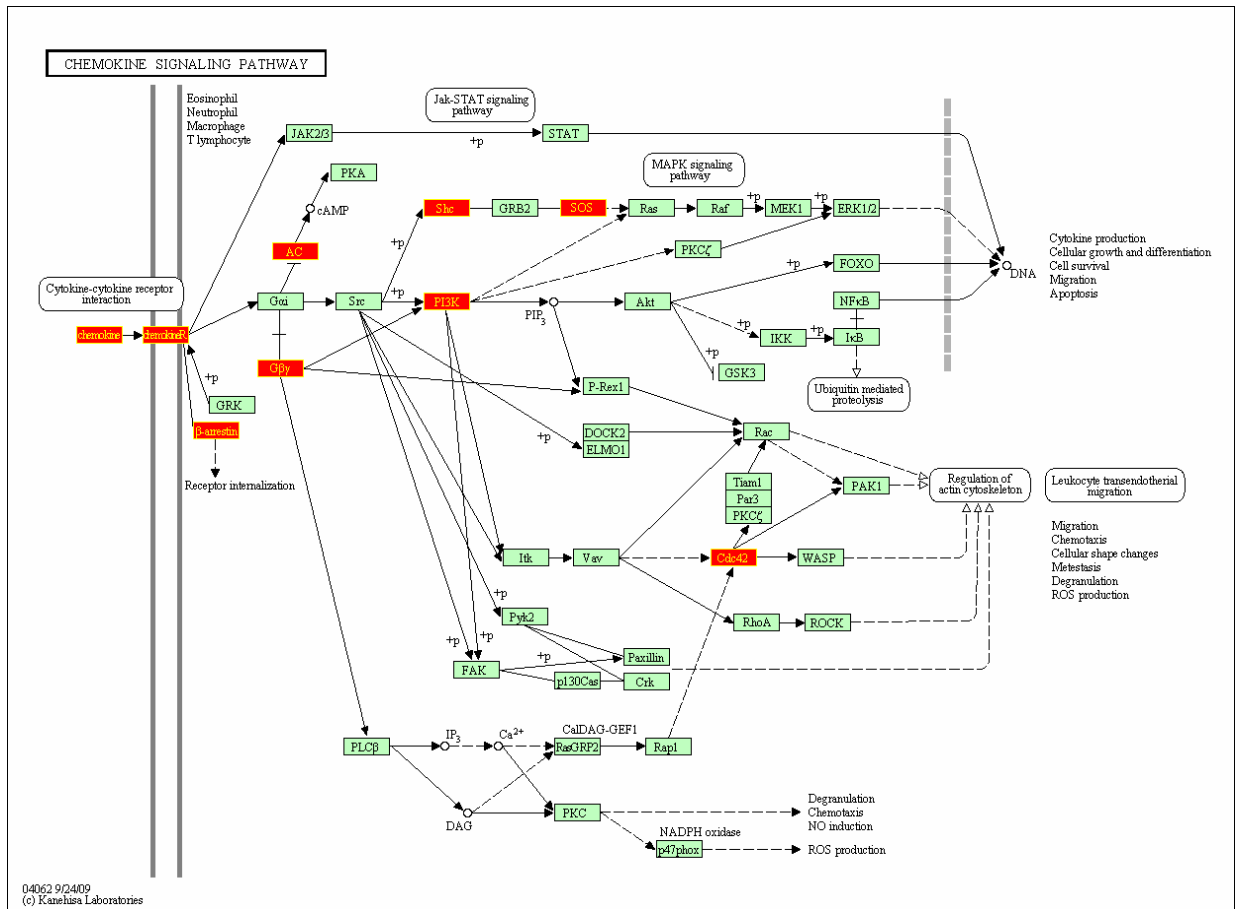 CHEMOKINE SIGNALING PATHWAY
Eosinophil
Neutrophil
Macrophage
T lymphocyte
Jak-STAT signaling
pathway
JAK2/3
+p
STAT
MAPK signaling
pathway
PKA
cAMP
AC
Shc
GRB2
SOS
Ras
Raf
+p
MEK1
+p
ERK1/2
+p
PKCζ
Cytokine production
Cellular growth and differentiation
Cell survival
Migration
Apoptosis
+p
FOXO
DNA
Cytokine-cytokine receptor
interaction
Gαi
Src
+p
PI3K
PIP3
Akt
NFκB
+p
IKK
+p
IκB
chemokine
chemokineR
Gβγ
+p
GSK3
+p
GRK
P-Rex1
Ubiquitin mediated
proteolysis
β-arrestin
+p
DOCK2
ELMO1
Rac
Receptor internalization
Tiam1
Par3
PKCζ
PAK1
Regulation of
actin cytoskeleton
Leukocyte transendotherial
migration
Migration
Chemotaxis
Cellular shape changes
Metestasis
Degranulation
ROS production
Itk
Vav
Cdc42
WASP
+p
Pyk2
RhoA
ROCK
+p
+p
FAK
+p
Paxillin
p130Cas
Crk
PLCβ
IP3
Ca2+
CalDAG-GEF1
RasGRP2
Rap1
DAG
PKC
Degranulation
Chemotaxis
NO induction
NADPH oxidase
p47phox
ROS production
04062 9/24/09
(c) Kanehisa Laboratories